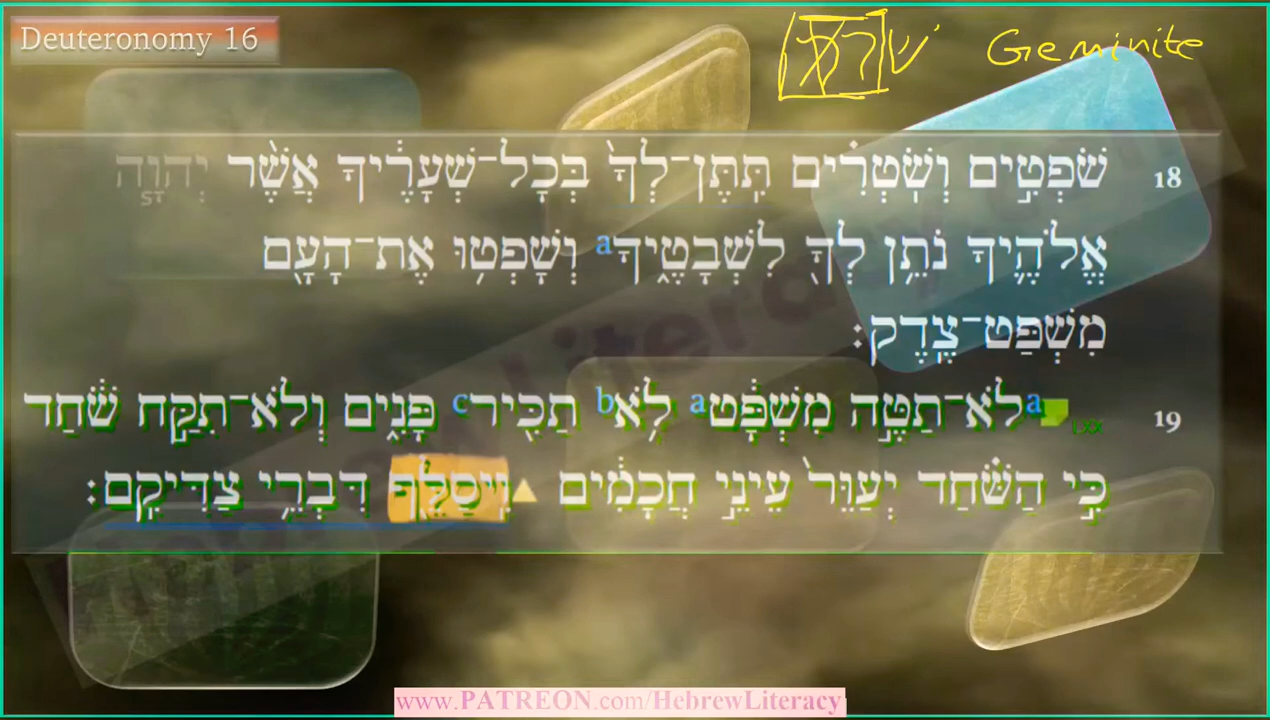 Deuteronomy 16
Geminite
18 שֹׁפְטִ֣ים וְשֹֽׁטְרִ֗ים תִּֽתֶּן־לְךָ֙ בְּכָל־שְׁעָרֶ֔יךָ אֲשֶׁ֨ר יְהוָ֧ה
אֱלֹהֶ֛יךָ נֹתֵ֥ן לְךָ֖ לִשְׁבָטֶ֑יךָ a וְשָׁפְט֥וּ אֶת־הָעָ֖ם
מִשְׁפַּט־צֶֽדֶק׃
19 LXX a לֹא־תַטֶּ֣ה מִשְׁפָּ֔ט a לֹ֥א b תַכִּ֖יר c פָּנִ֑ים וְלֹא־תִקַּ֣ח שֹׁ֔חַד
כִּ֣י הַשֹּׁ֗חַד יְעַוֵּר֙ עֵינֵ֣י חֲכָמִ֔ים וִֽיסַלֵּ֖ף דִּבְרֵ֥י צַדִּיקִֽם׃
www.PATREON.com/HebrewLiteracy